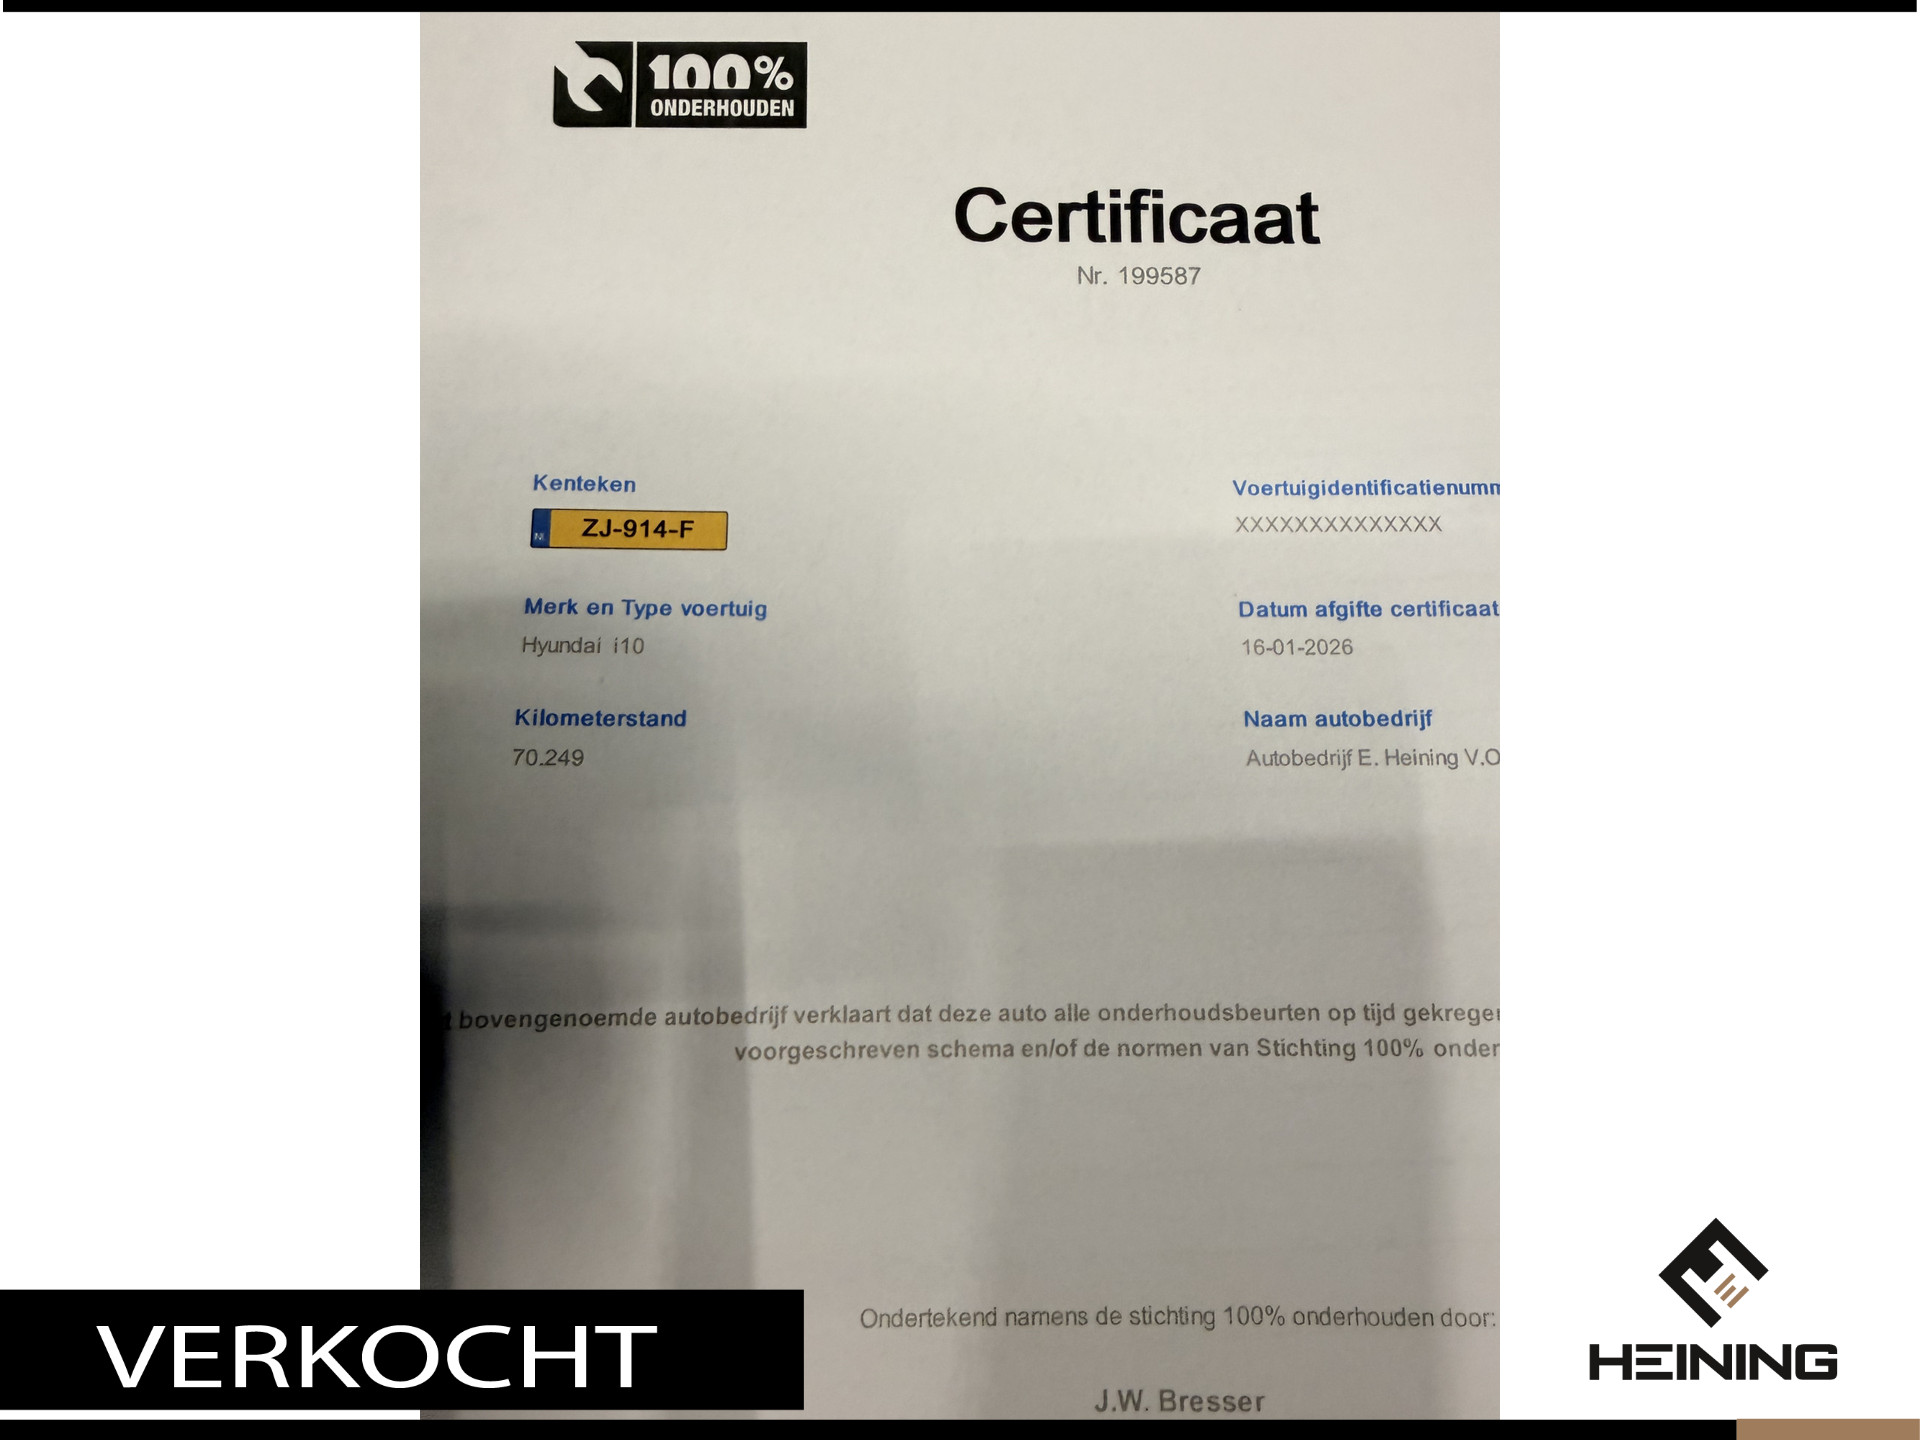 100%
ONDERHOUDEN
Certificaat
Nr. 199587
Kenteken
Voertuigidentificatienumm
NL
ZJ-914-F
XXXXXXXXXXXXXX
Merk en Type voertuig
Datum afgifte certificaat
Hyundai i10
16-01-2026
Kilometerstand
Naam autobedrijf
70.249
Autobedrijf E. Heining V.O
t bovengenoemde autobedrijf verklaart dat deze auto alle onderhoudsbeurten op tijd gekregen
voorgeschreven schema en/of de normen van Stichting 100% onder
Ondertekend namens de stichting 100% onderhouden door:
J.W. Bresser
VERKOCHT
HEINING